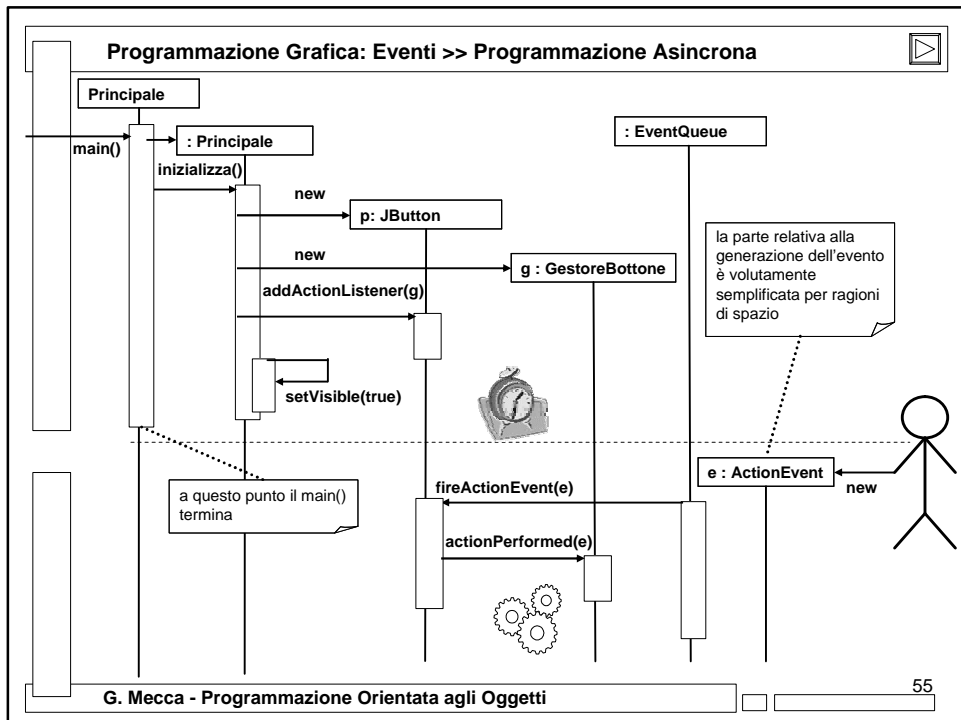 Programmazione Grafica: Eventi >> Programmazione Asincrona
Principale
main()
: Principale
: EventQueue
inizializza()
new
p: JButton
la parte relativa alla
generazione dell'evento
è volutamente
semplificata per ragioni
di spazio
new
g : GestoreBottone
addActionListener(g)
setVisible(true)
e : ActionEvent
new
a questo punto il main()
termina
fireActionEvent(e)
actionPerformed(e)
G. Mecca - Programmazione Orientata agli Oggetti
55